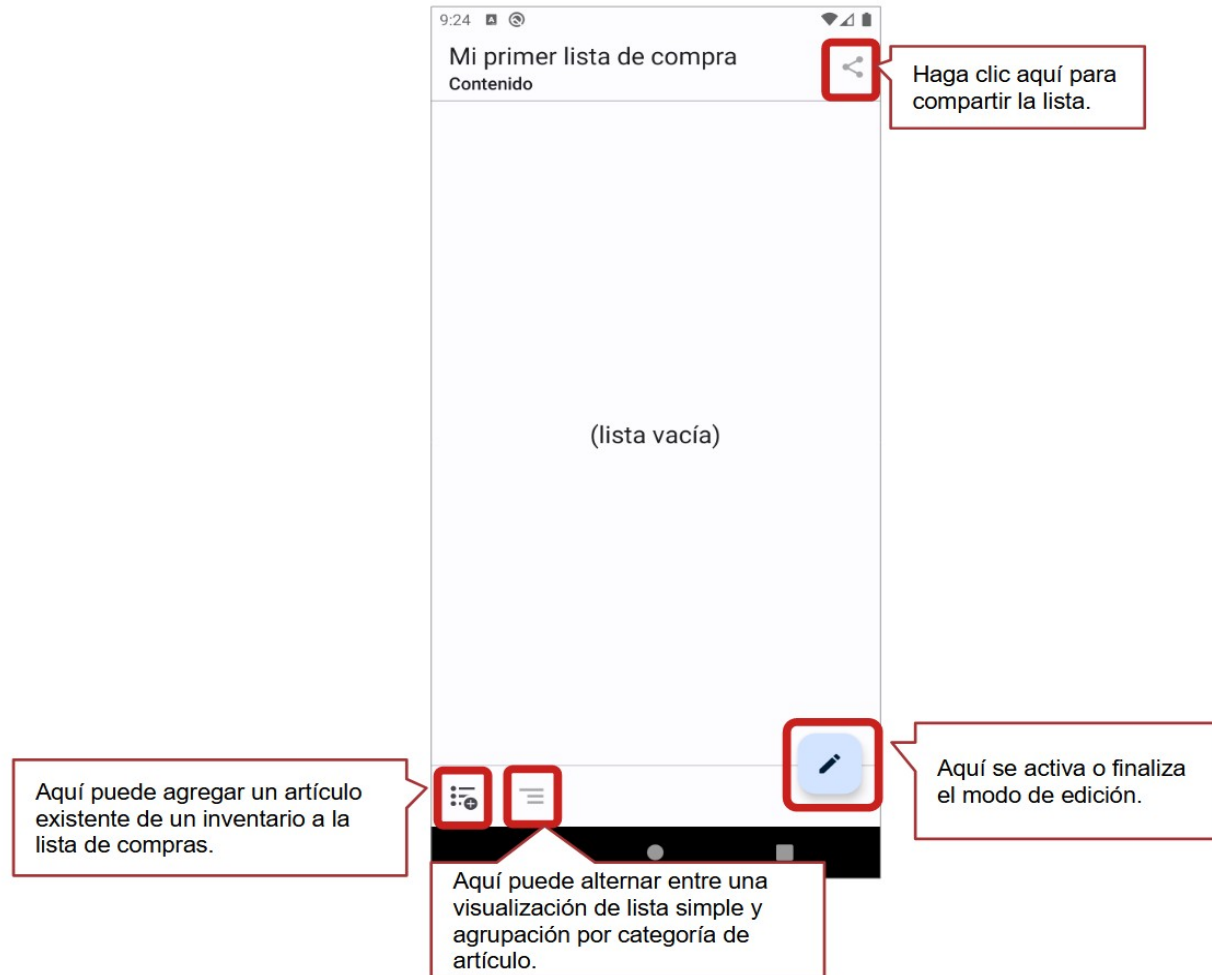 9:24
Mi primer lista de compra
Contenido
Haga clic aquí para
compartir la lista.
(lista vacía)
Aquí se activa o finaliza
el modo de edición.
Aquí puede agregar un artículo
existente de un inventario a la
lista de compras.
Aquí puede alternar entre una
visualización de lista simple y
agrupación por categoría de
artículo.